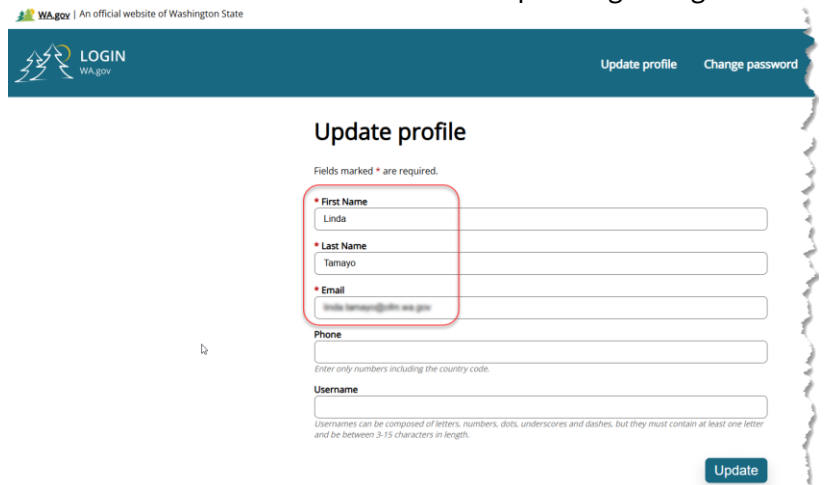 WA.gov | An official website of Washington State
LOGIN
WA.gov
Update profile Change password
Update profile
Fields marked * are required.
* First Name
Linda
* Last Name
Tamayo
* Email
Phone
Enter only numbers including the country code.
Username
Usernames can be composed of letters, numbers, dots, underscores and dashes, but they must contain at least one letter
and be between 3-15 characters in length.
Update